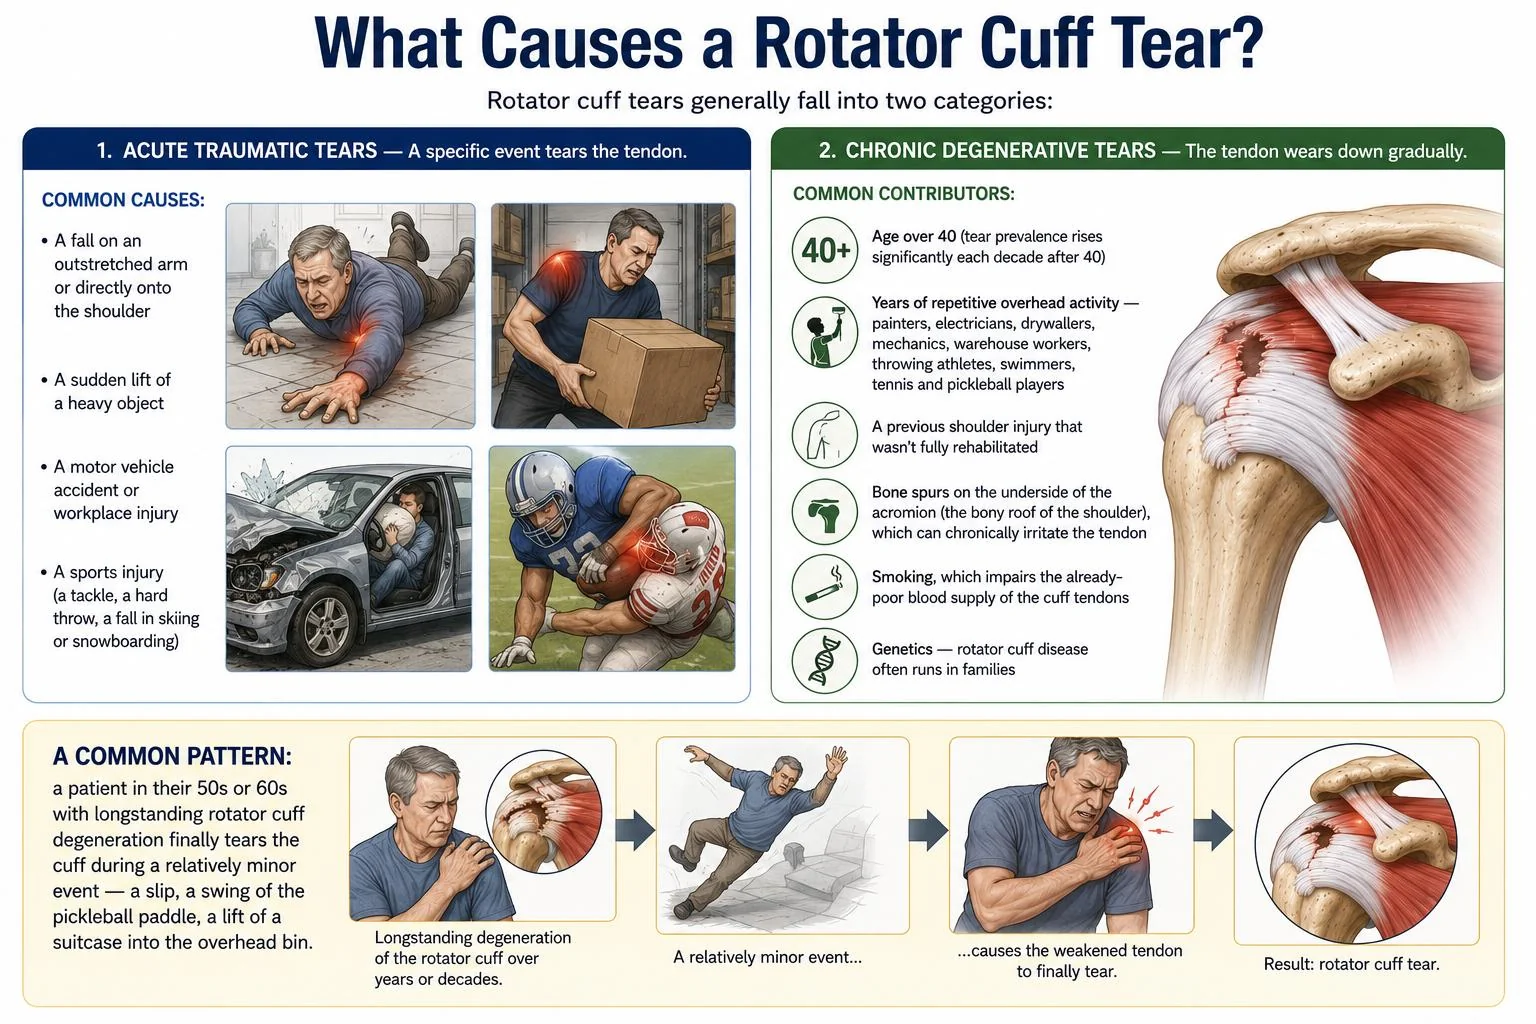 What Causes a Rotator Cuff Tear?
Rotator cuff tears generally fall into two categories:
1. ACUTE TRAUMATIC TEARS — A specific event tears the tendon.
COMMON CAUSES:
• A fall on an
outstretched arm
or directly onto
the shoulder
• A sudden lift of
a heavy object
• A motor vehicle
accident or
workplace injury
• A sports injury
(a tackle, a hard
throw, a fall in skiing
or snowboarding)
2. CHRONIC DEGENERATIVE TEARS — The tendon wears down gradually.
COMMON CONTRIBUTORS:
40+
Age over 40 (tear prevalence rises
significantly each decade after 40)
Years of repetitive overhead activity —
painters, electricians, drywallers,
mechanics, warehouse workers,
throwing athletes, swimmers,
tennis and pickleball players
A previous shoulder injury that
wasn't fully rehabilitated
Bone spurs on the underside of the
acromion (the bony roof of the shoulder),
which can chronically irritate the tendon
Smoking, which impairs the already-
poor blood supply of the cuff tendons
Genetics — rotator cuff disease
often runs in families
A COMMON PATTERN:
a patient in their 50s or 60s
with longstanding rotator cuff
degeneration finally tears the
cuff during a relatively minor
event — a slip, a swing of the
pickleball paddle, a lift of a
suitcase into the overhead bin.
Longstanding degeneration
of the rotator cuff over
years or decades.
A relatively minor event...
...causes the weakened tendon
to finally tear.
Result: rotator cuff tear.